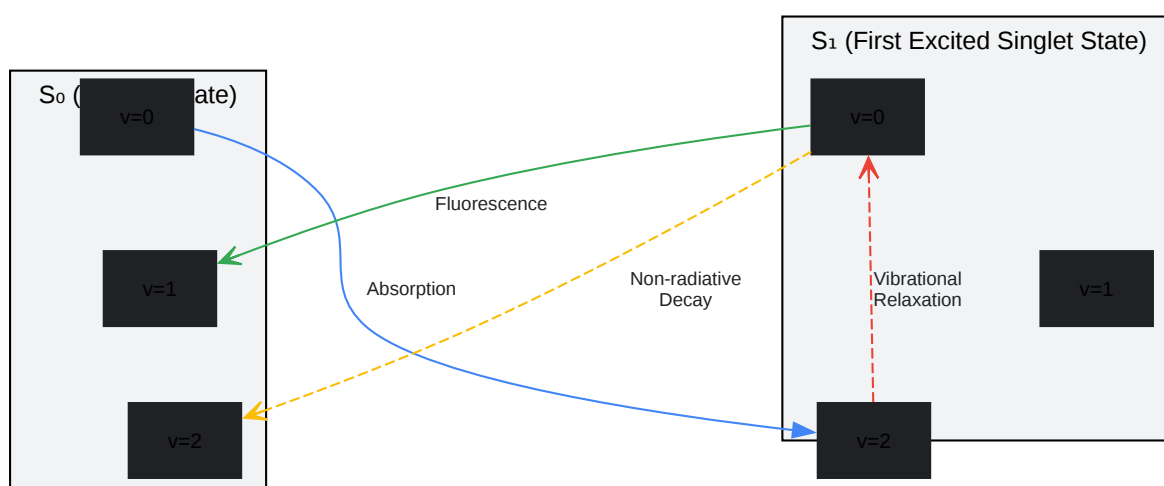 S₁ (First Excited Singlet State)
S₀ ( ate)
v=0
v=0
Fluorescence
Absorption
Non-radiative
Decay
Vibrational
Relaxation
v=1
v=1
v=2
v=2